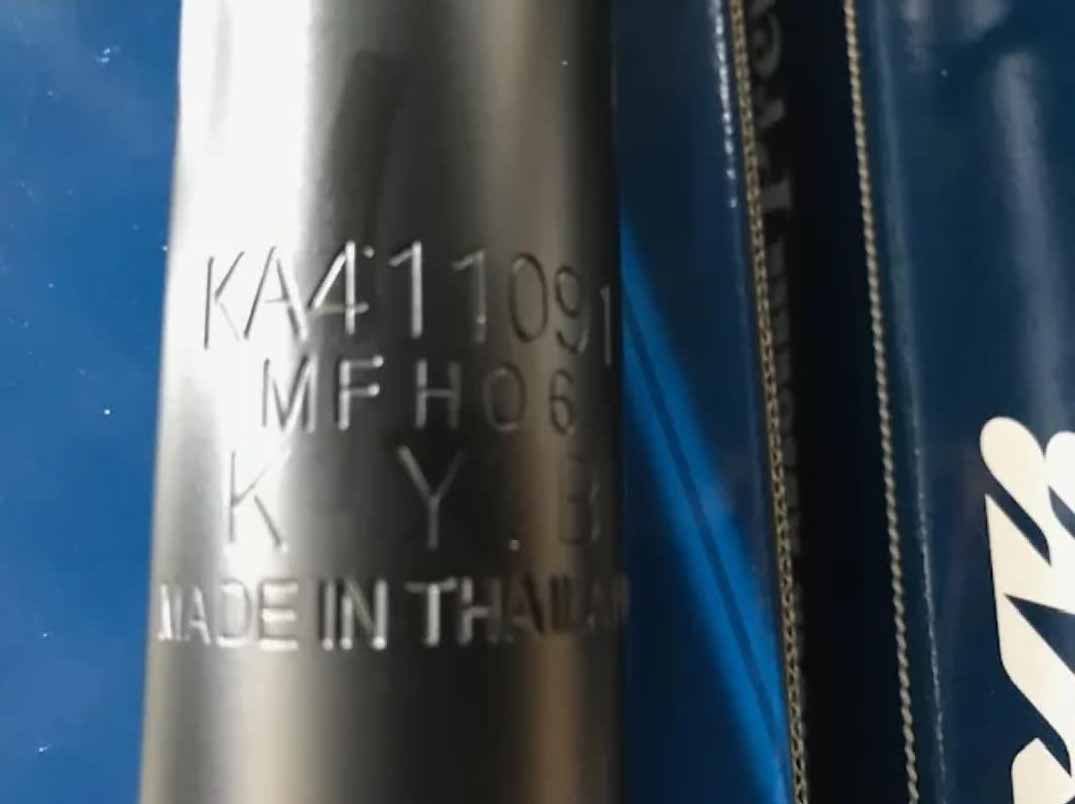 KA411091
MFH06
K Y.B
MADE IN THAILAN